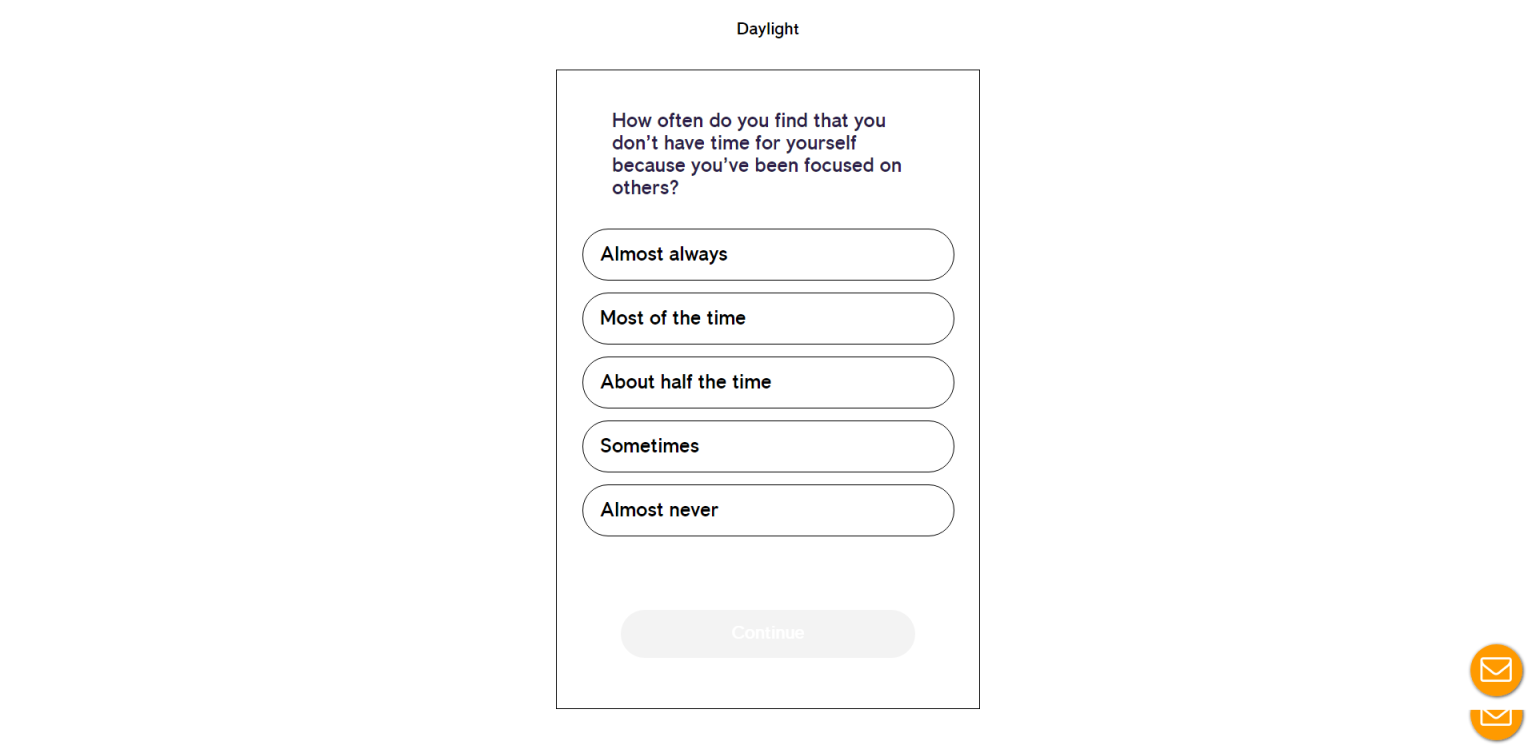 Daylight
How often do you find that you
don’t have time for yourself
because you’ve been focused on
others?
Almost always
Most of the time
About half the time
Sometimes
Almost never
Continue